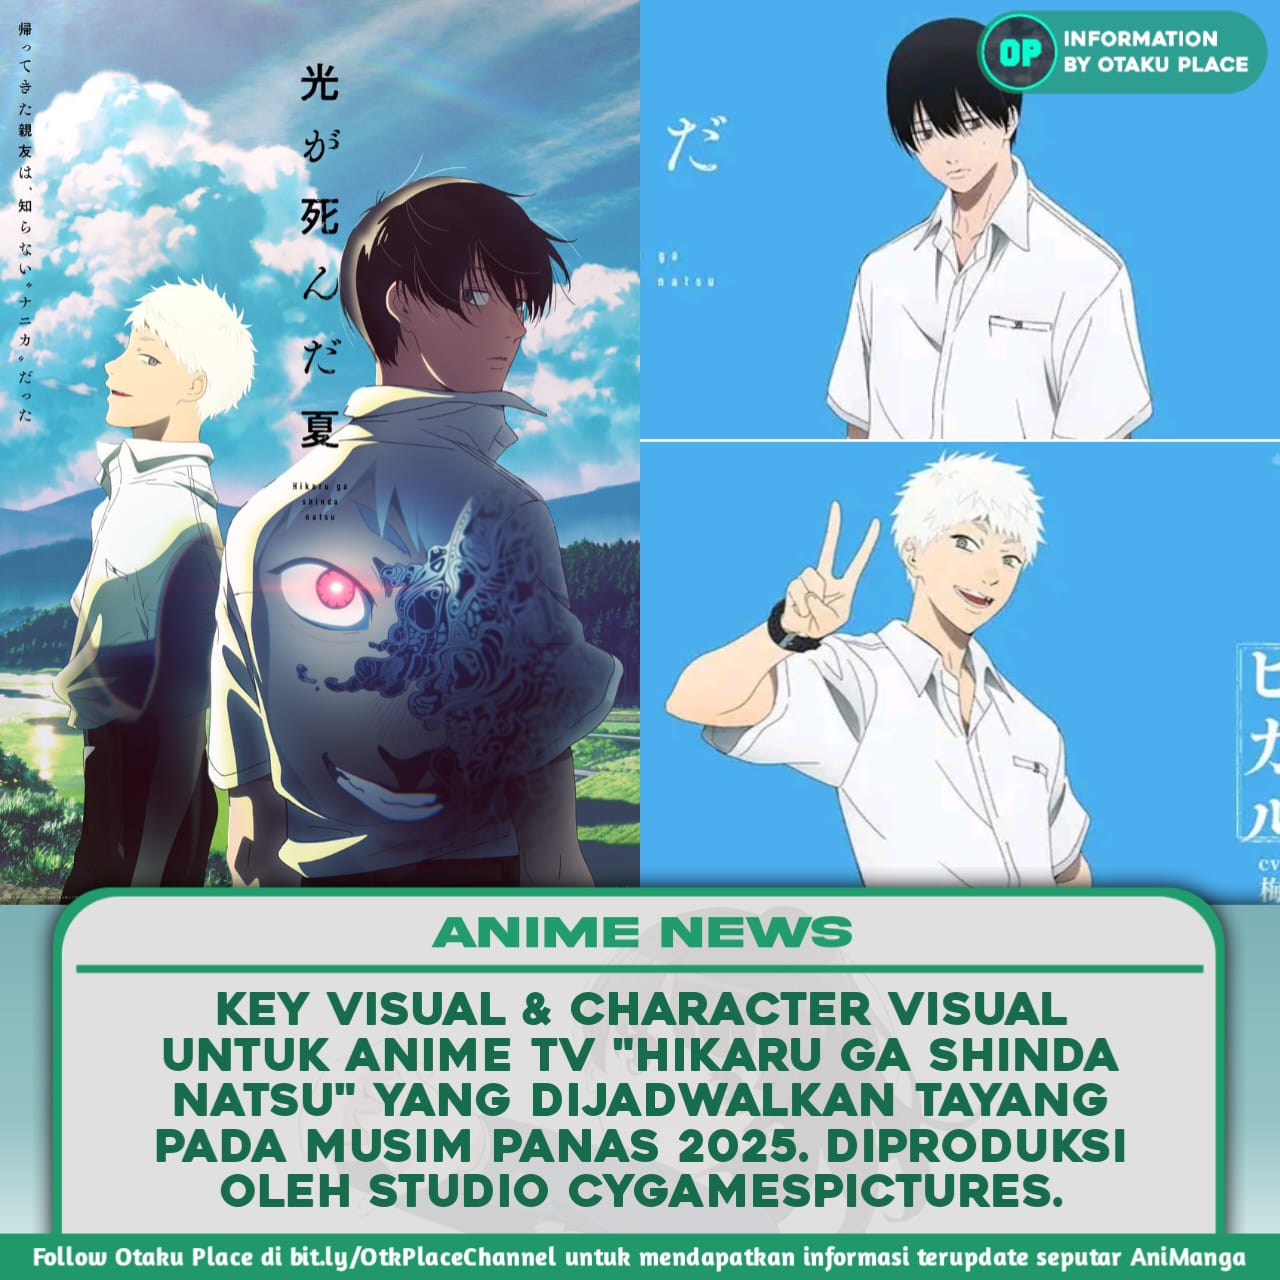 帰ってきた親友は、知らない〝ナニカ〟だった
光が死んだ夏
Hikaru ga
shinda
natsu
OP
INFORMATION
BY OTAKU PLACE
だ
ga
natsu
ヒカル
cv
梅
ANIME NEWS
KEY VISUAL & CHARACTER VISUAL
UNTUK ANIME TV "HIKARU GA SHINDA
NATSU" YANG DIJADWALKAN TAYANG
PADA MUSIM PANAS 2025. DIPRODUKSI
OLEH STUDIO CYGAMESPICTURES.
Follow Otaku Place di bit.ly/OtkPlaceChannel untuk mendapatkan informasi terupdate seputar AniManga